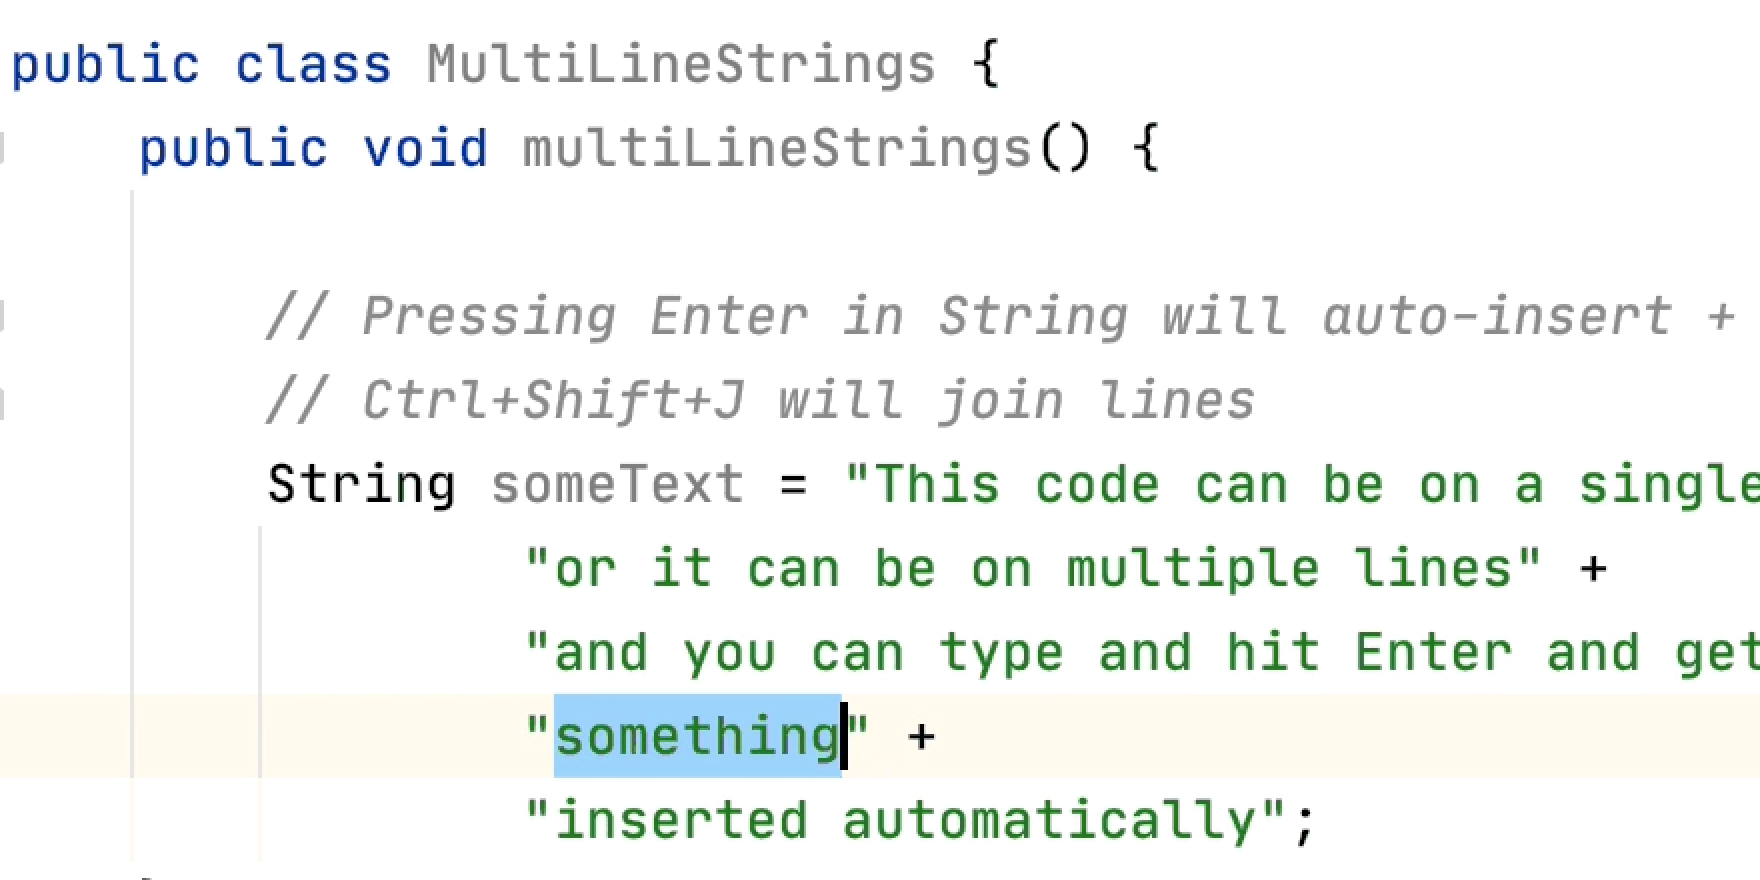 public class MultiLineStrings {
public void multiLineStrings() {
// Pressing Enter in String will auto-insert +
// Ctrl+Shift+J will join lines
String someText = "This code can be on a single
"or it can be on multiple lines" +
"and you can type and hit Enter and get
"something" +
"inserted automatically";